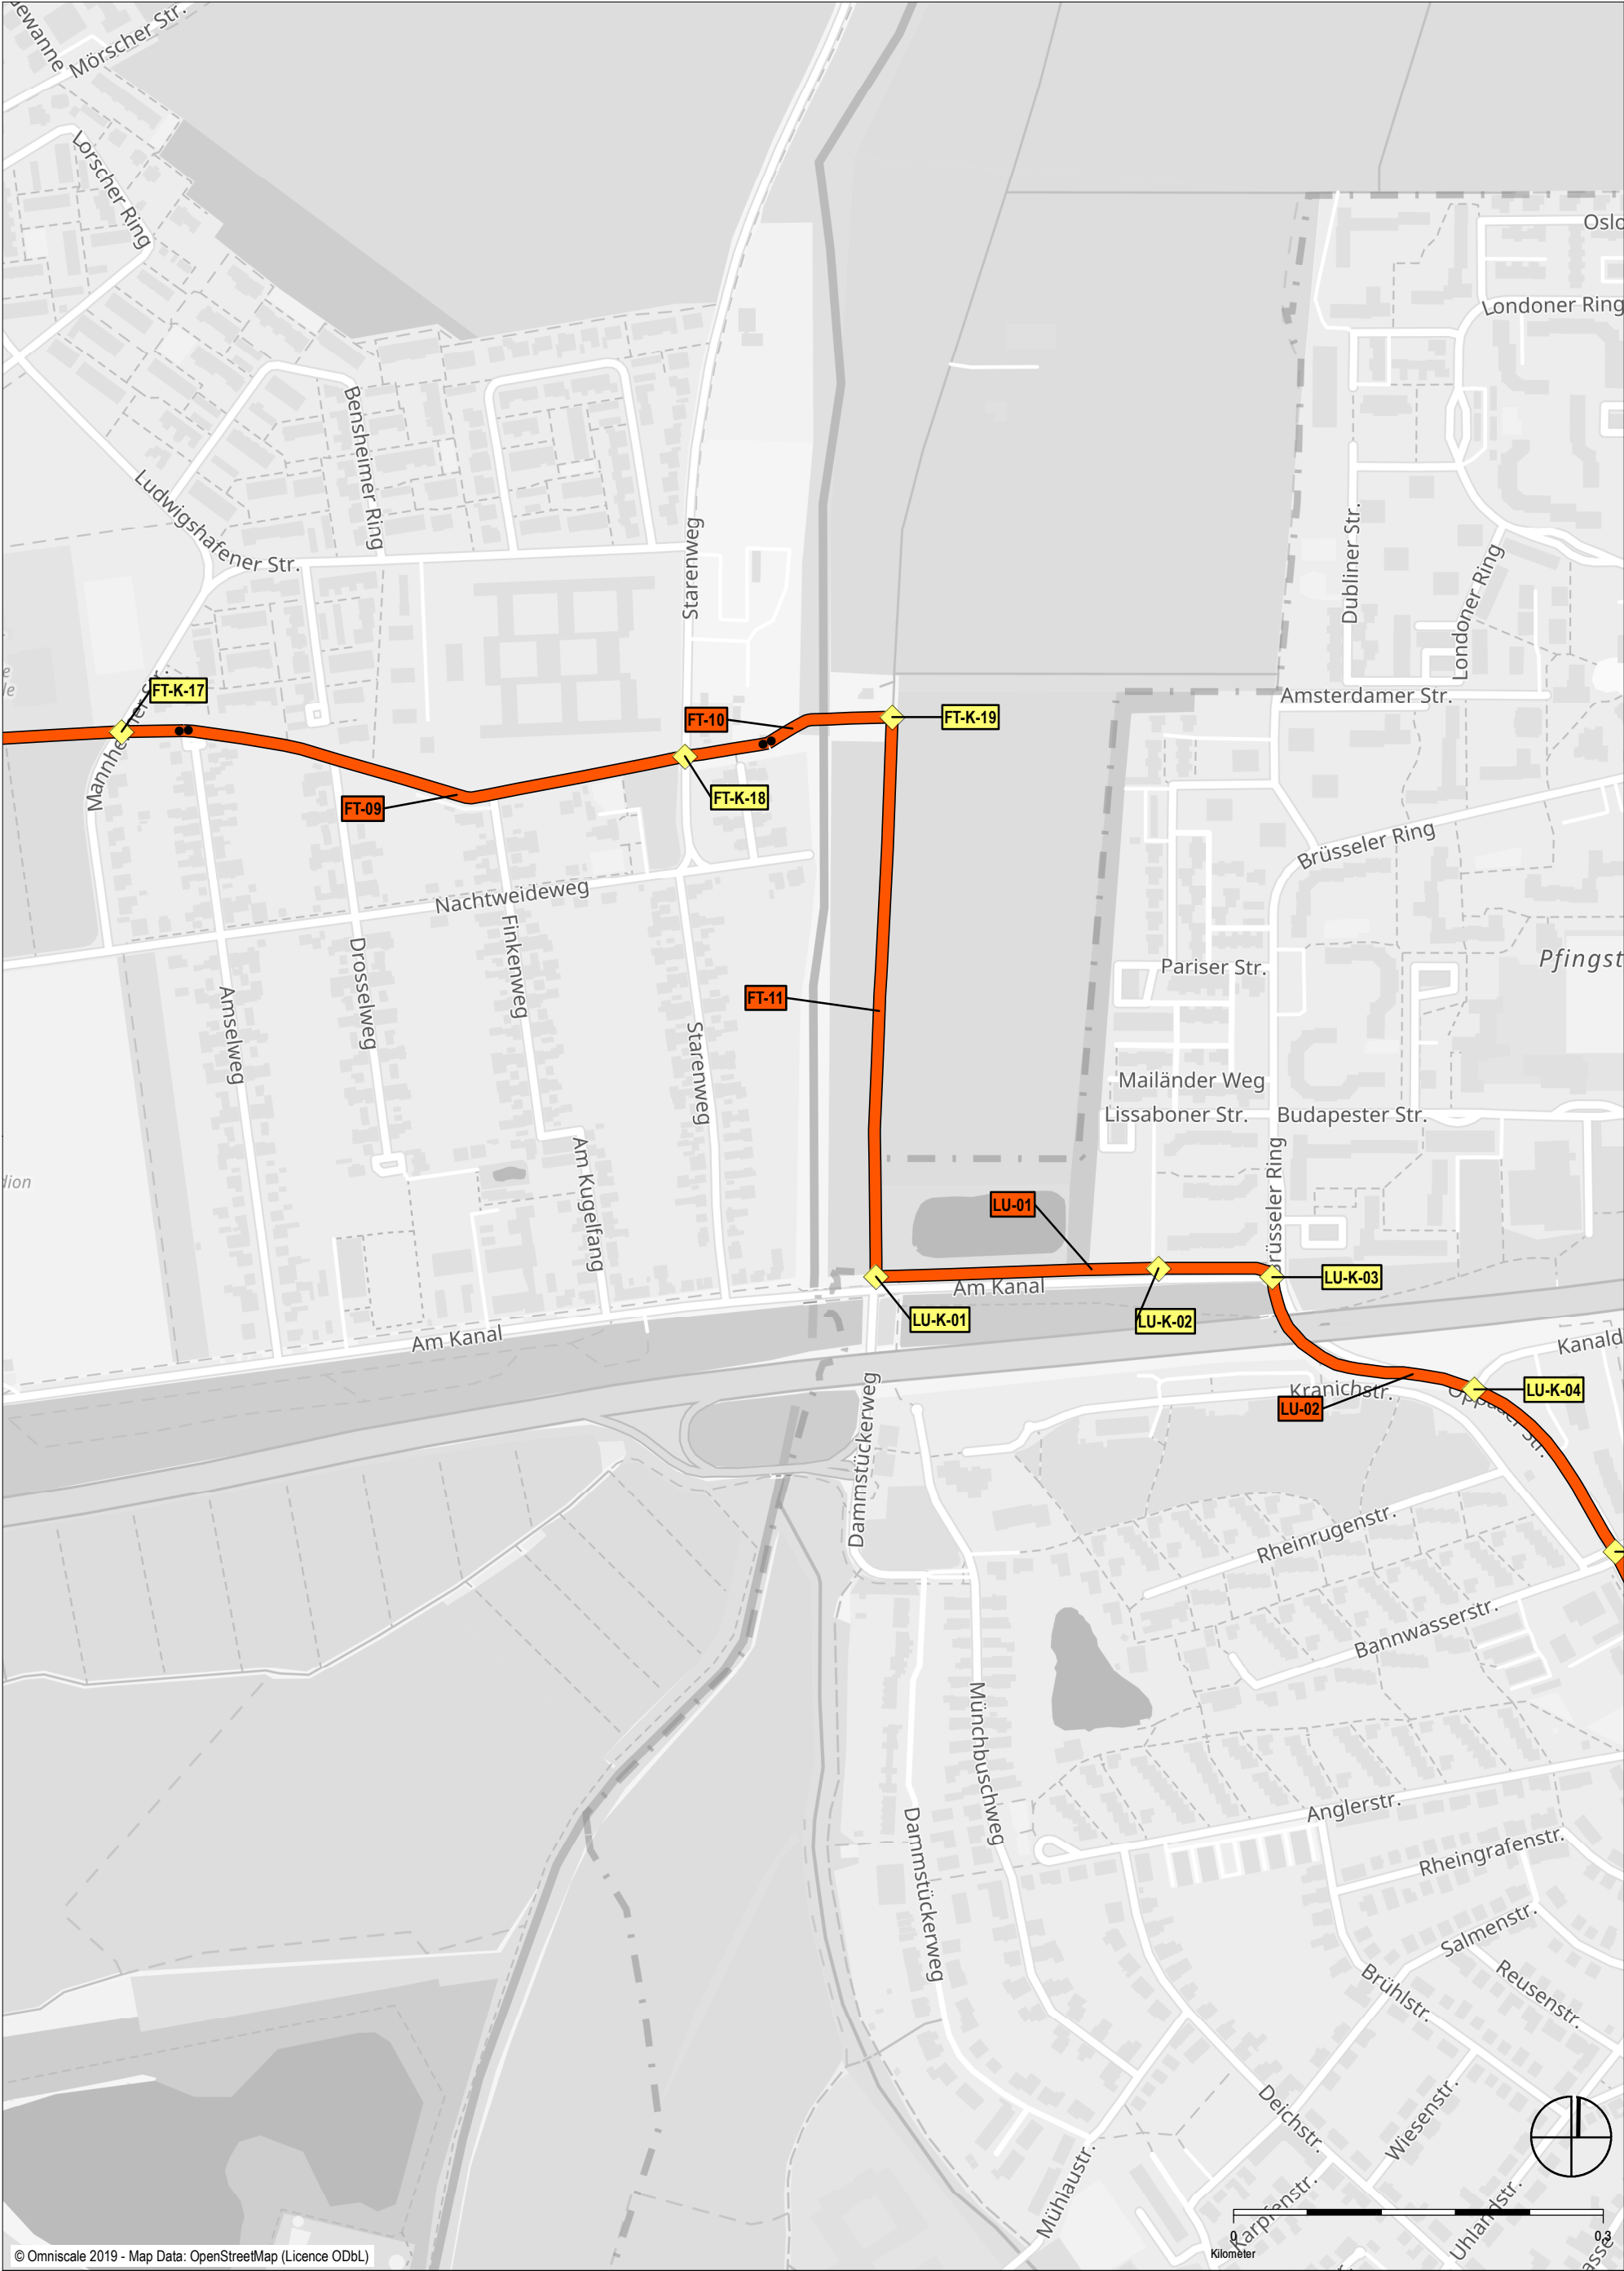 Mörscher Str.
Lorscher Ring
Oslo
Londoner Ring
Bensheimer Ring
Ludwigshafener Str.
Starenweg
Dubliner Str.
Londoner Ring
FT-K-17
Amsterdamer Str.
FT-10
FT-K-19
FT-K-18
FT-09
Brüsseler Ring
Nachtweideweg
Finkenweg
Drosselweg
Amselweg
Pariser Str.
Pfingst
FT-11
Starenweg
Mailänder Weg
Lissaboner Str.
Budapester Str.
Am Kugelfang
Brüsseler Ring
LU-01
LU-K-03
Am Kanal
LU-K-01
LU-K-02
Am Kanal
Kanald
Kranichstr.
LU-K-04
LU-02
Dammstückerweg
Rheinrugenstr.
Bannwasserstr.
Münchbuschweg
Anglerstr.
Dammstückerweg
Rheingrafenstr.
Salmenstr.
Brühlstr.
Reusenstr.
Deichstr.
Wiesenstr.
Mühlaustr.
Karpfenstr.
Uhlandstr.
0
0,3
Kilometer
© Omniscale 2019 - Map Data: OpenStreetMap (Licence ODbL)